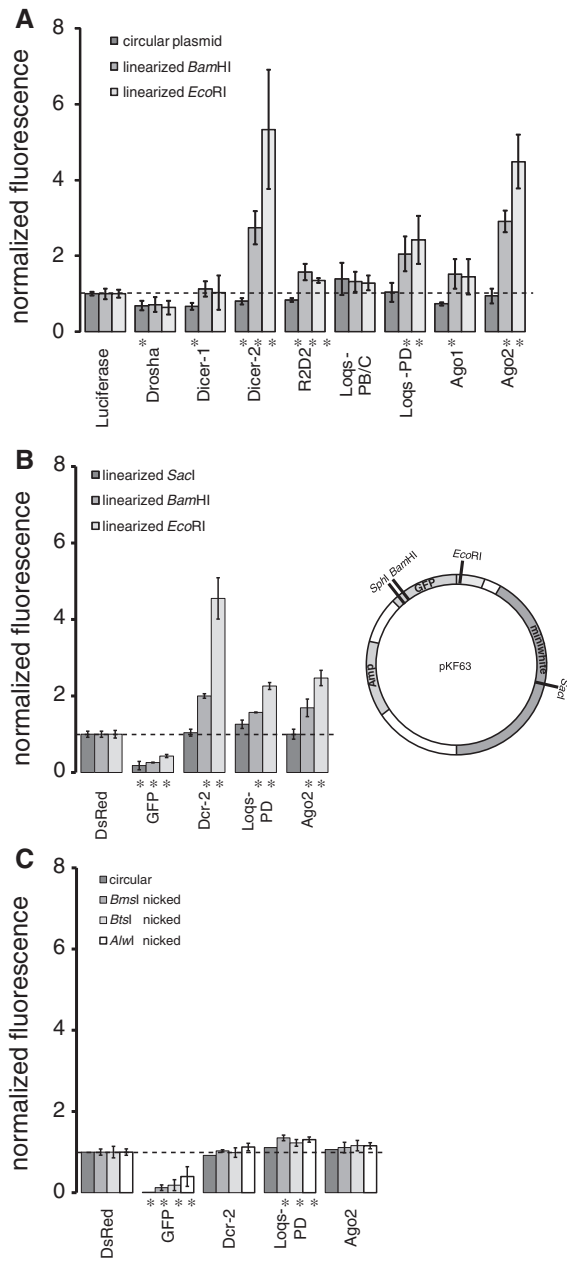 A
normalized fluorescence
8
6
4
2
0
circular plasmid
linearized BamHI
linearized EcoRI
* * * * * * * * * * * * * *
Luciferase
Drosha
Dicer-1
Dicer-2
R2D2
Loqs-
PB/C
Loqs -PD
Ago1
Ago2
B
normalized fluorescence
8
6
4
2
0
linearized SacI
linearized BamHI
linearized EcoRI
* * * * * * * * *
DsRed
GFP
Dcr-2
Loqs-
PD
Ago2
SphI
BamHI
EcoRI
GFP
miniwhite
SacI
Amp
pKF63
C
normalized fluorescence
8
6
4
2
0
circular
BmsI nicked
BtsI nicked
AlwI nicked
* * * * * * *
DsRed
GFP
Dcr-2
Loqs-
PD
Ago2